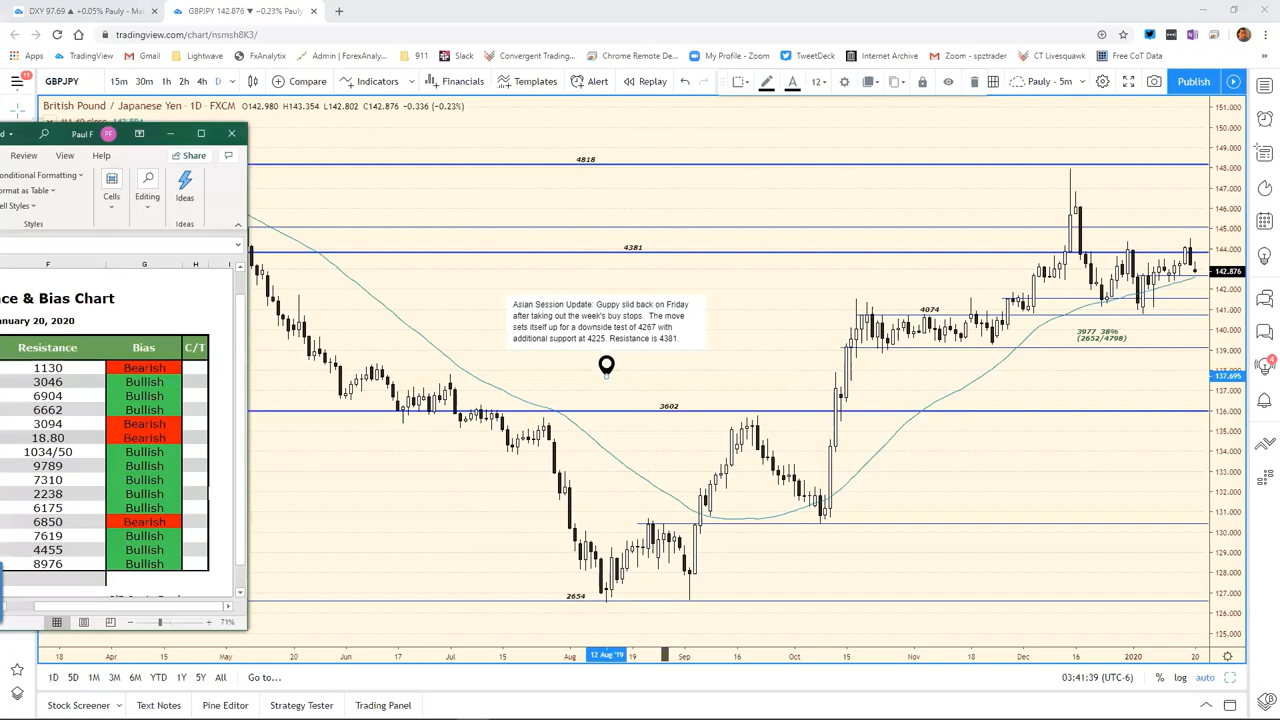 DXY 97.69 ▲ +0.05% Pauly
GBPJPY 142.876 ▼ −0.23% Pauly
tradingview.com/chart/nsmsh8K3/
Apps TradingView Gmail Lightwave FxAnalytix Admin | ForexAnaly... 911 Slack Convergent Trading... Chrome Remote De... My Profile - Zoom TweetDeck Internet Archive Zoom - spztrader CT Livesquawk Free CoT Data
11
GBPJPY 15m 30m 1h 2h 4h D Compare Indicators Financials Templates Alert Replay 12 Pauly - 5m Publish
British Pound / Japanese Yen · 1D · FXCM O142.980 H143.354 L142.802 C142.876 −0.336 (−0.23%)
Paul F PF
Review View Help Share
onditional Formatting
ormat as Table
ell Styles
Cells Editing Ideas
Styles Ideas
F G H
ce & Bias Chart
anuary 20, 2020
Resistance Bias C/T
1130 Bearish
3046 Bullish
6904 Bullish
6662 Bullish
3094 Bearish
18.80 Bearish
1034/50 Bullish
9789 Bullish
7310 Bullish
2238 Bullish
6175 Bullish
6850 Bearish
7619 Bullish
4455 Bullish
8976 Bullish
71%
4818
4381
Asian Session Update: Guppy slid back on Friday
after taking out the week's buy stops. The move
sets itself up for a downside test of 4267 with
additional support at 4225. Resistance is 4381.
4074
3977 38%
(2652/4798)
3602
2654
151.000
150.000
149.000
148.000
147.000
146.000
145.000
144.000
142.876
142.000
141.000
140.000
139.000
138.000
137.695
136.000
135.000
134.000
133.000
132.000
131.000
130.000
129.000
128.000
127.000
126.000
125.000
4
18 Apr 15 May 20 Jun 17 Jul 15 Aug 12 Aug '19 19 Sep 16 Oct 15 Nov 18 Dec 16 2020 20
1D 5D 1M 3M 6M YTD 1Y 5Y All Go to... 03:41:39 (UTC-6) % log auto
Stock Screener Text Notes Pine Editor Strategy Tester Trading Panel